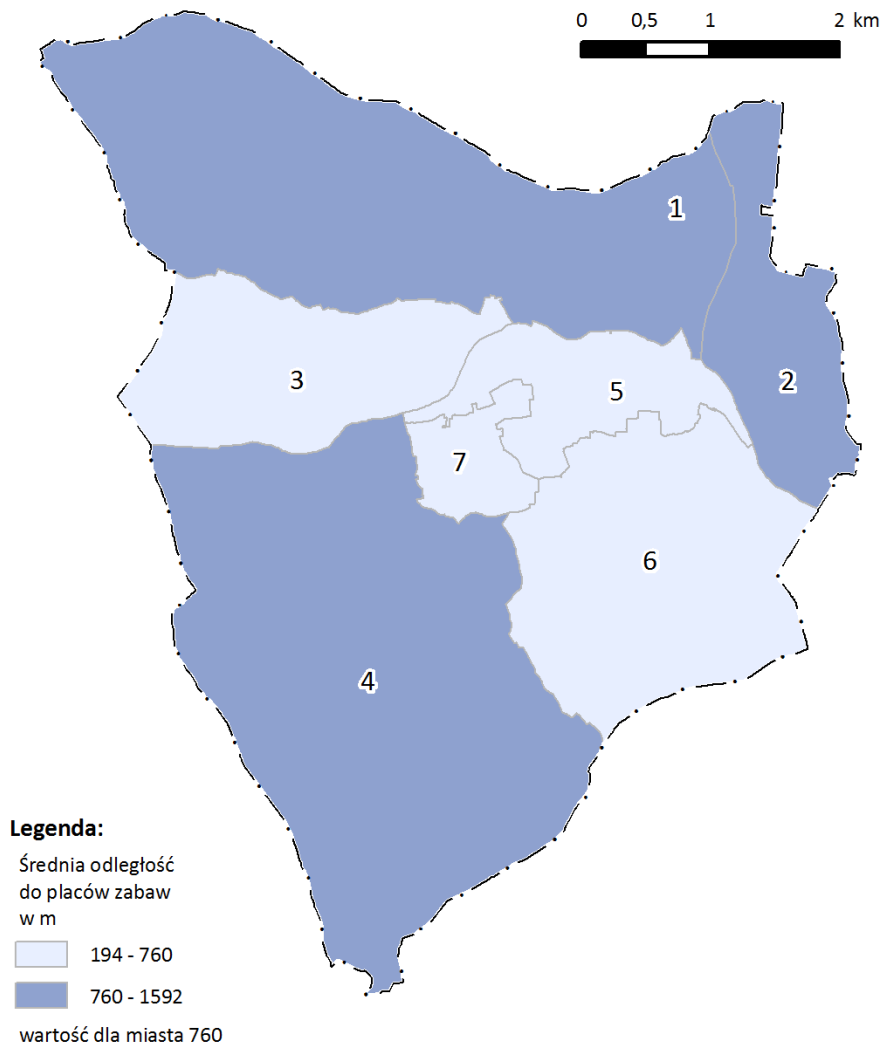 0 0,5 1 2 km
1
2
3
5
7
6
4
Legenda:
Średnia odległość
do placów zabaw
w m
194 - 760
760 - 1592
wartość dla miasta 760